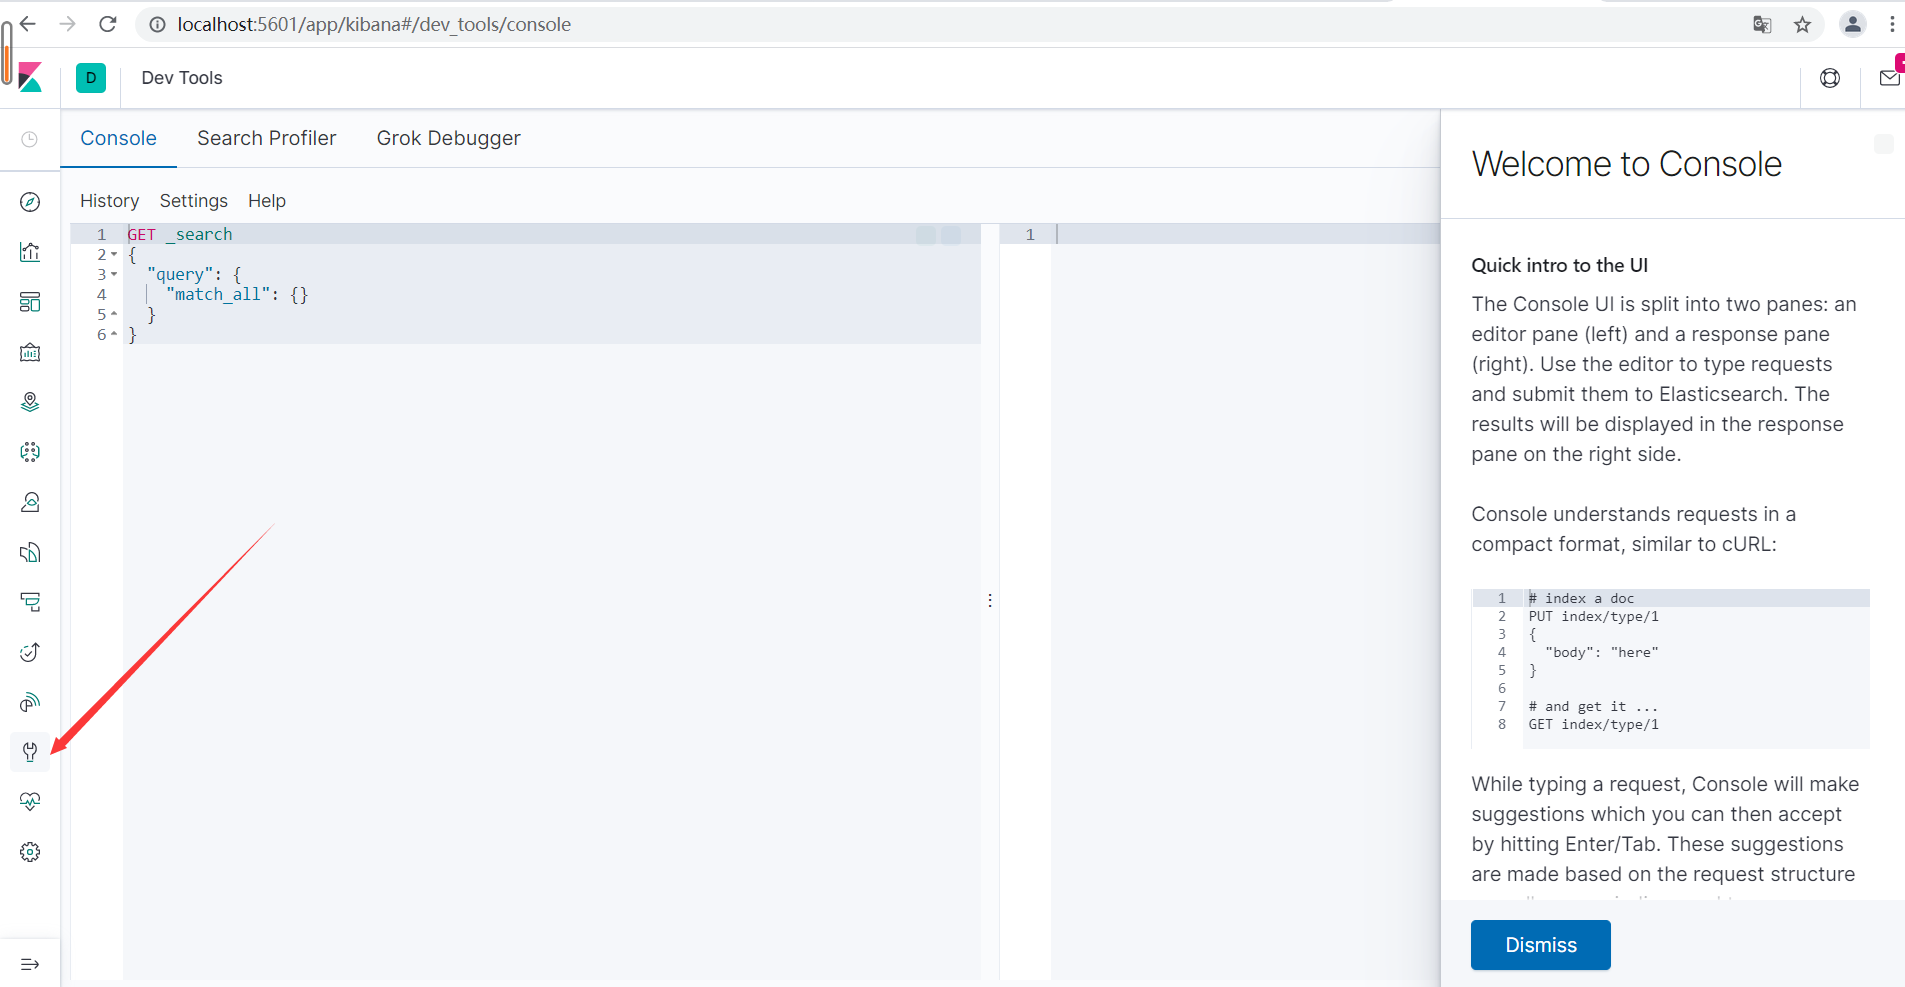 localhost:5601/app/kibana#/dev_tools/console
D
Dev Tools
Console
Search Profiler
Grok Debugger
History
Settings
Help
1 GET _search
2 {
3 "query": {
4 "match_all": {}
5 }
6 }
1
Welcome to Console
Quick intro to the UI
The Console UI is split into two panes: an
editor pane (left) and a response pane
(right). Use the editor to type requests
and submit them to Elasticsearch. The
results will be displayed in the response
pane on the right side.
Console understands requests in a
compact format, similar to cURL:
1 # index a doc
2 PUT index/type/1
3 {
4 "body": "here"
5 }
6
7 # and get it ...
8 GET index/type/1
While typing a request, Console will make
suggestions which you can then accept
by hitting Enter/Tab. These suggestions
are made based on the request structure
Dismiss